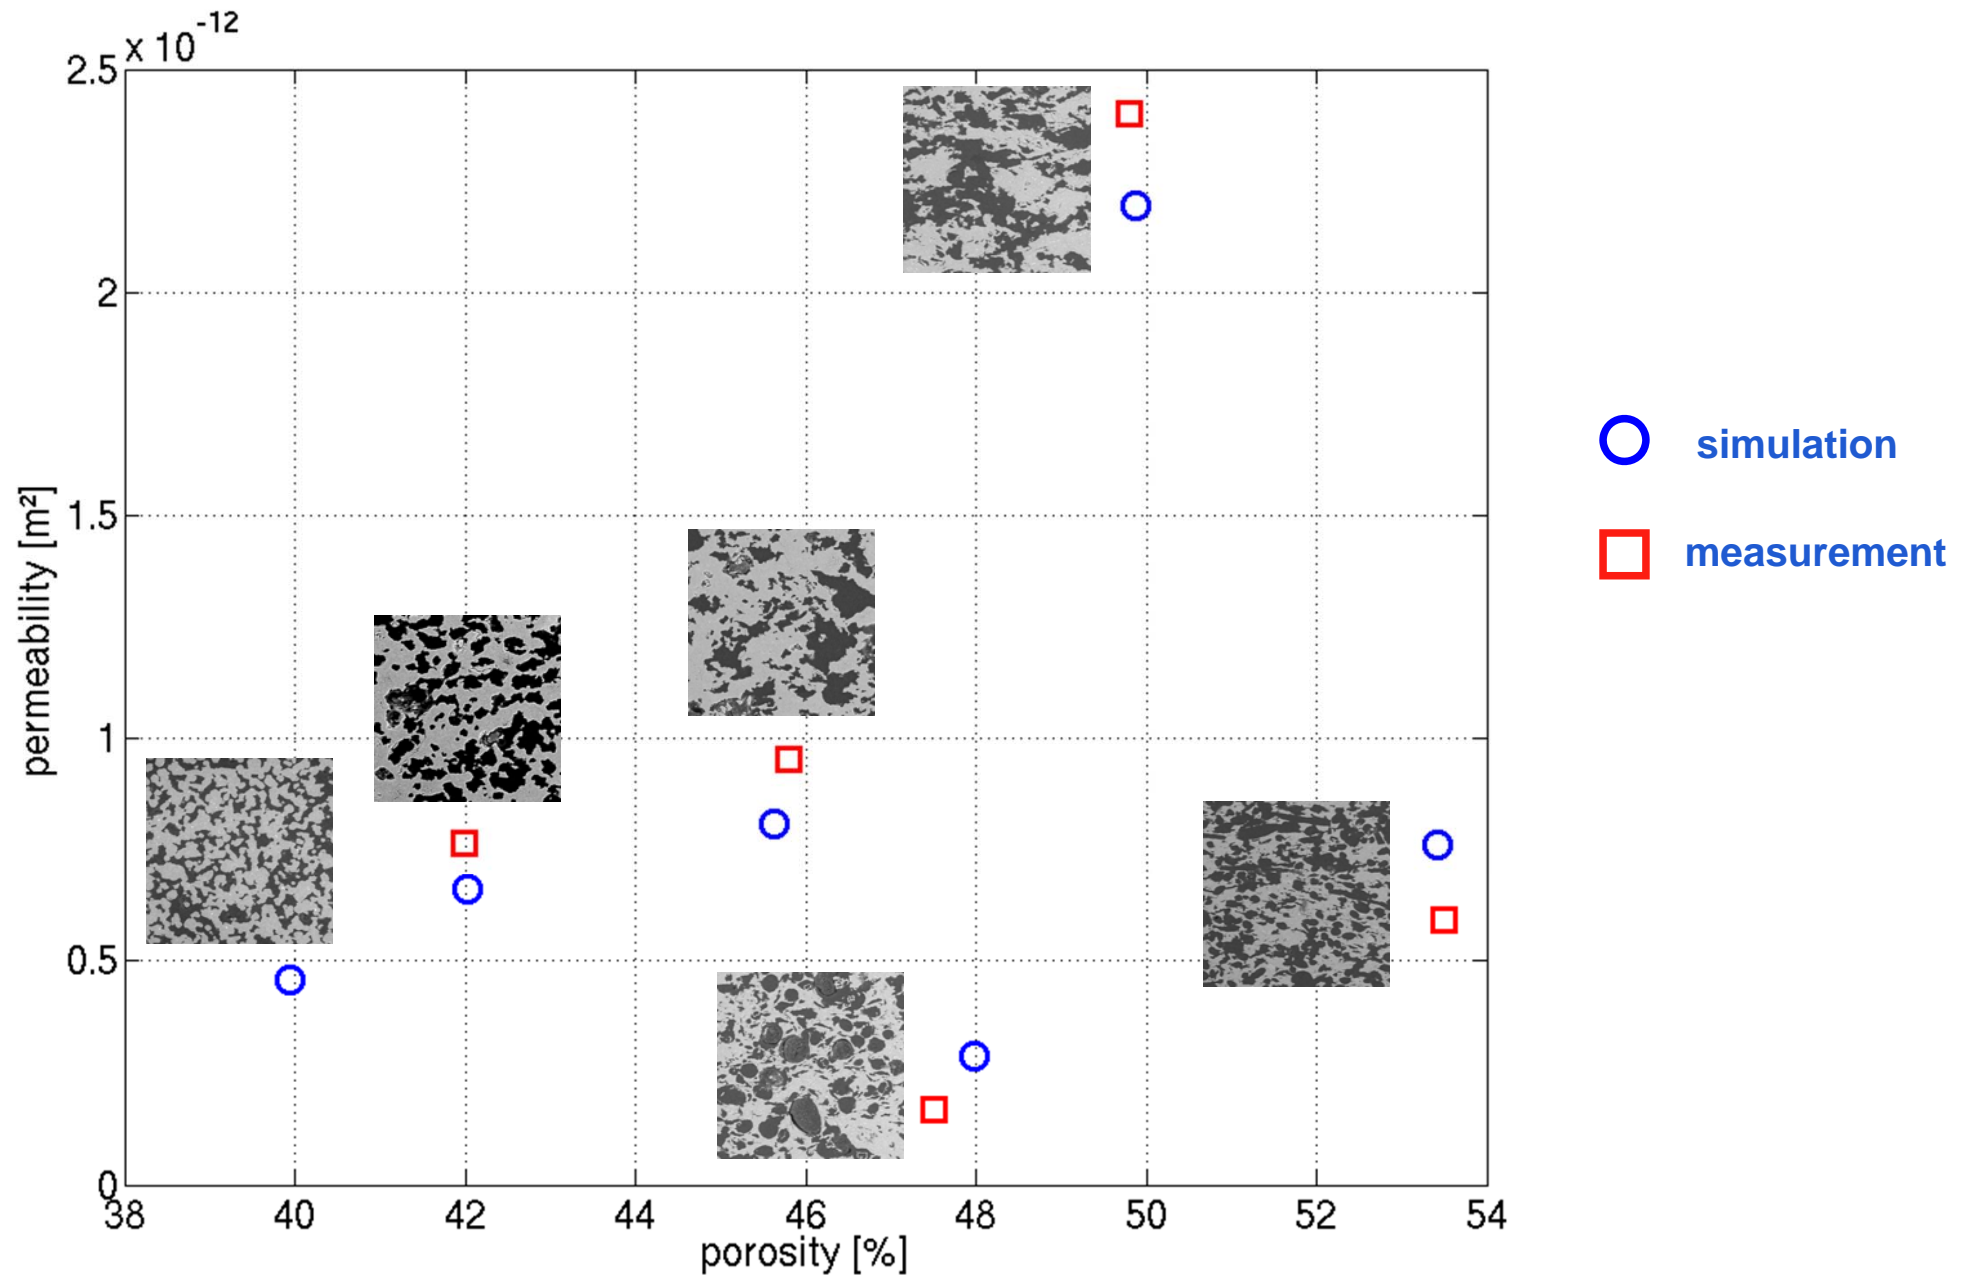 x 10-12
2.5
2
1.5
1
0.5
0
permeability [m²]
38 40 42 44 46 48 50 52 54
porosity [%]
simulation
measurement